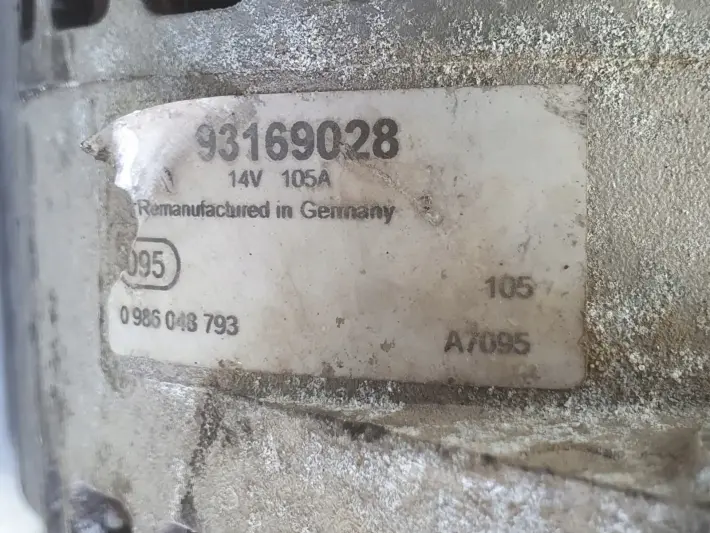 93169028
14V 105A
Remanufactured in Germany
095
105
0 986 048 793
A7095